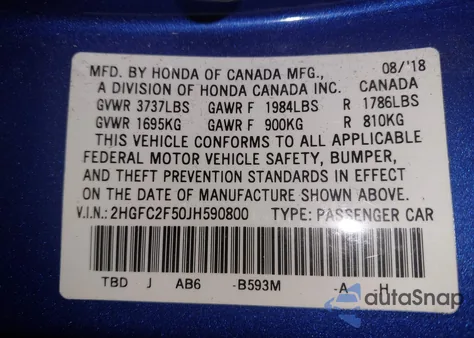 MFD. BY HONDA OF CANADA MFG., 08/'18
A DIVISION OF HONDA CANADA INC. CANADA
GVWR 3737LBS GAWR F 1984LBS R 1786LBS
GVWR 1695KG GAWR F 900KG R 810KG
THIS VEHICLE CONFORMS TO ALL APPLICABLE
FEDERAL MOTOR VEHICLE SAFETY, BUMPER,
AND THEFT PREVENTION STANDARDS IN EFFECT
ON THE DATE OF MANUFACTURE SHOWN ABOVE.
V.I.N.: 2HGFC2F50JH590800 TYPE: PASSENGER CAR
TBD J AB6 -B593M -A -H
autoSnap